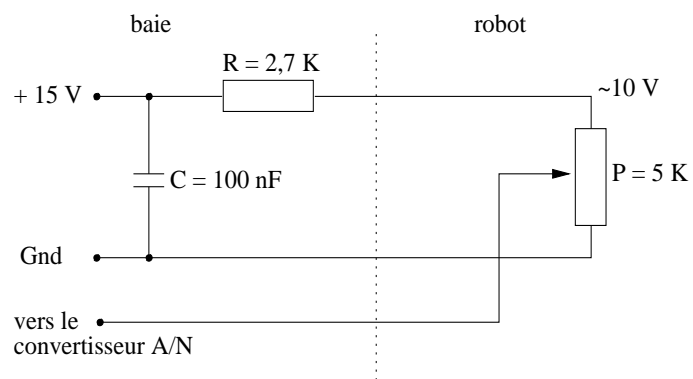 baie
robot
R = 2,7 K
+ 15 V
~10 V
C = 100 nF
P = 5 K
Gnd
vers le
convertisseur A/N